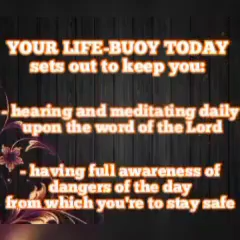 YOUR LIFE-BUOY TODAY
sets out to keep you:
- hearing and meditating daily
upon the word of the Lord
- having full awareness of
dangers of the day
from which you're to stay safe